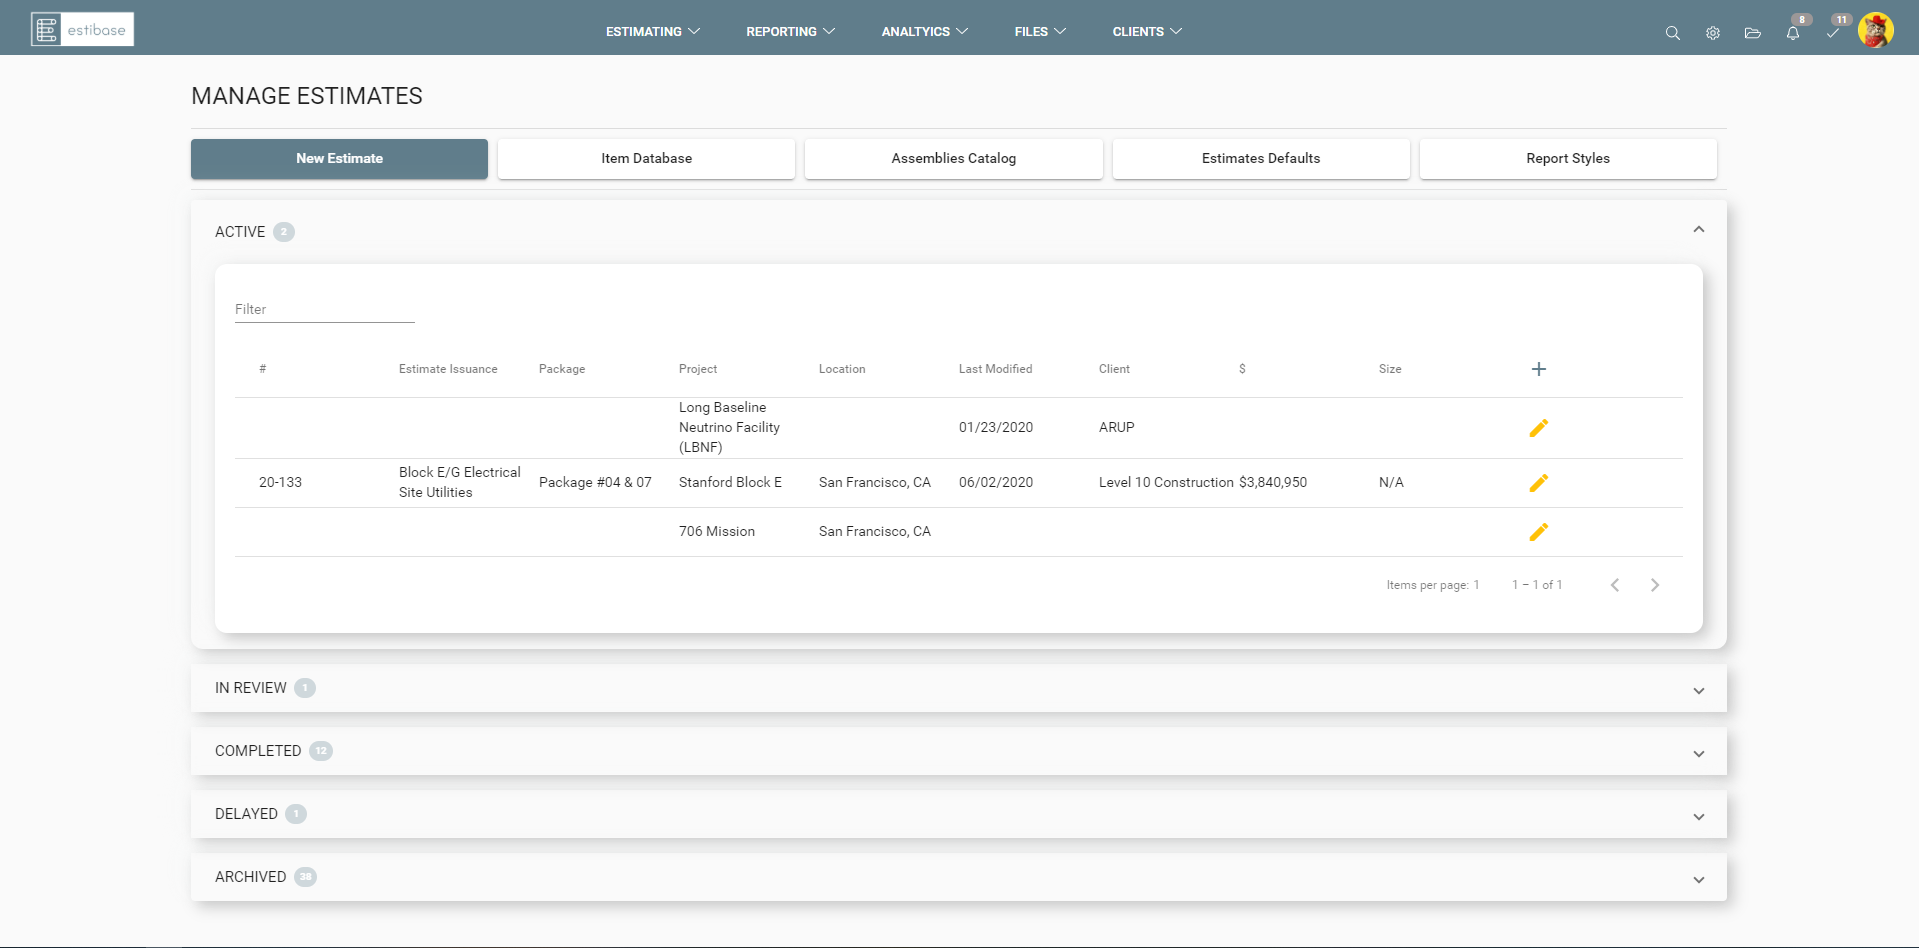 estibase
ESTIMATING
REPORTING
ANALTYICS
FILES
CLIENTS
8
11
MANAGE ESTIMATES
New Estimate
Item Database
Assemblies Catalog
Estimates Defaults
Report Styles
ACTIVE 2
Filter
# Estimate Issuance Package Project Location Last Modified Client $ Size +
Long Baseline
Neutrino Facility
(LBNF)
01/23/2020
ARUP
20-133
Block E/G Electrical
Site Utilities
Package #04 & 07
Stanford Block E
San Francisco, CA
06/02/2020
Level 10 Construction
$3,840,950
N/A
706 Mission
San Francisco, CA
Items per page: 1
1 – 1 of 1
IN REVIEW 1
COMPLETED 12
DELAYED 1
ARCHIVED 38